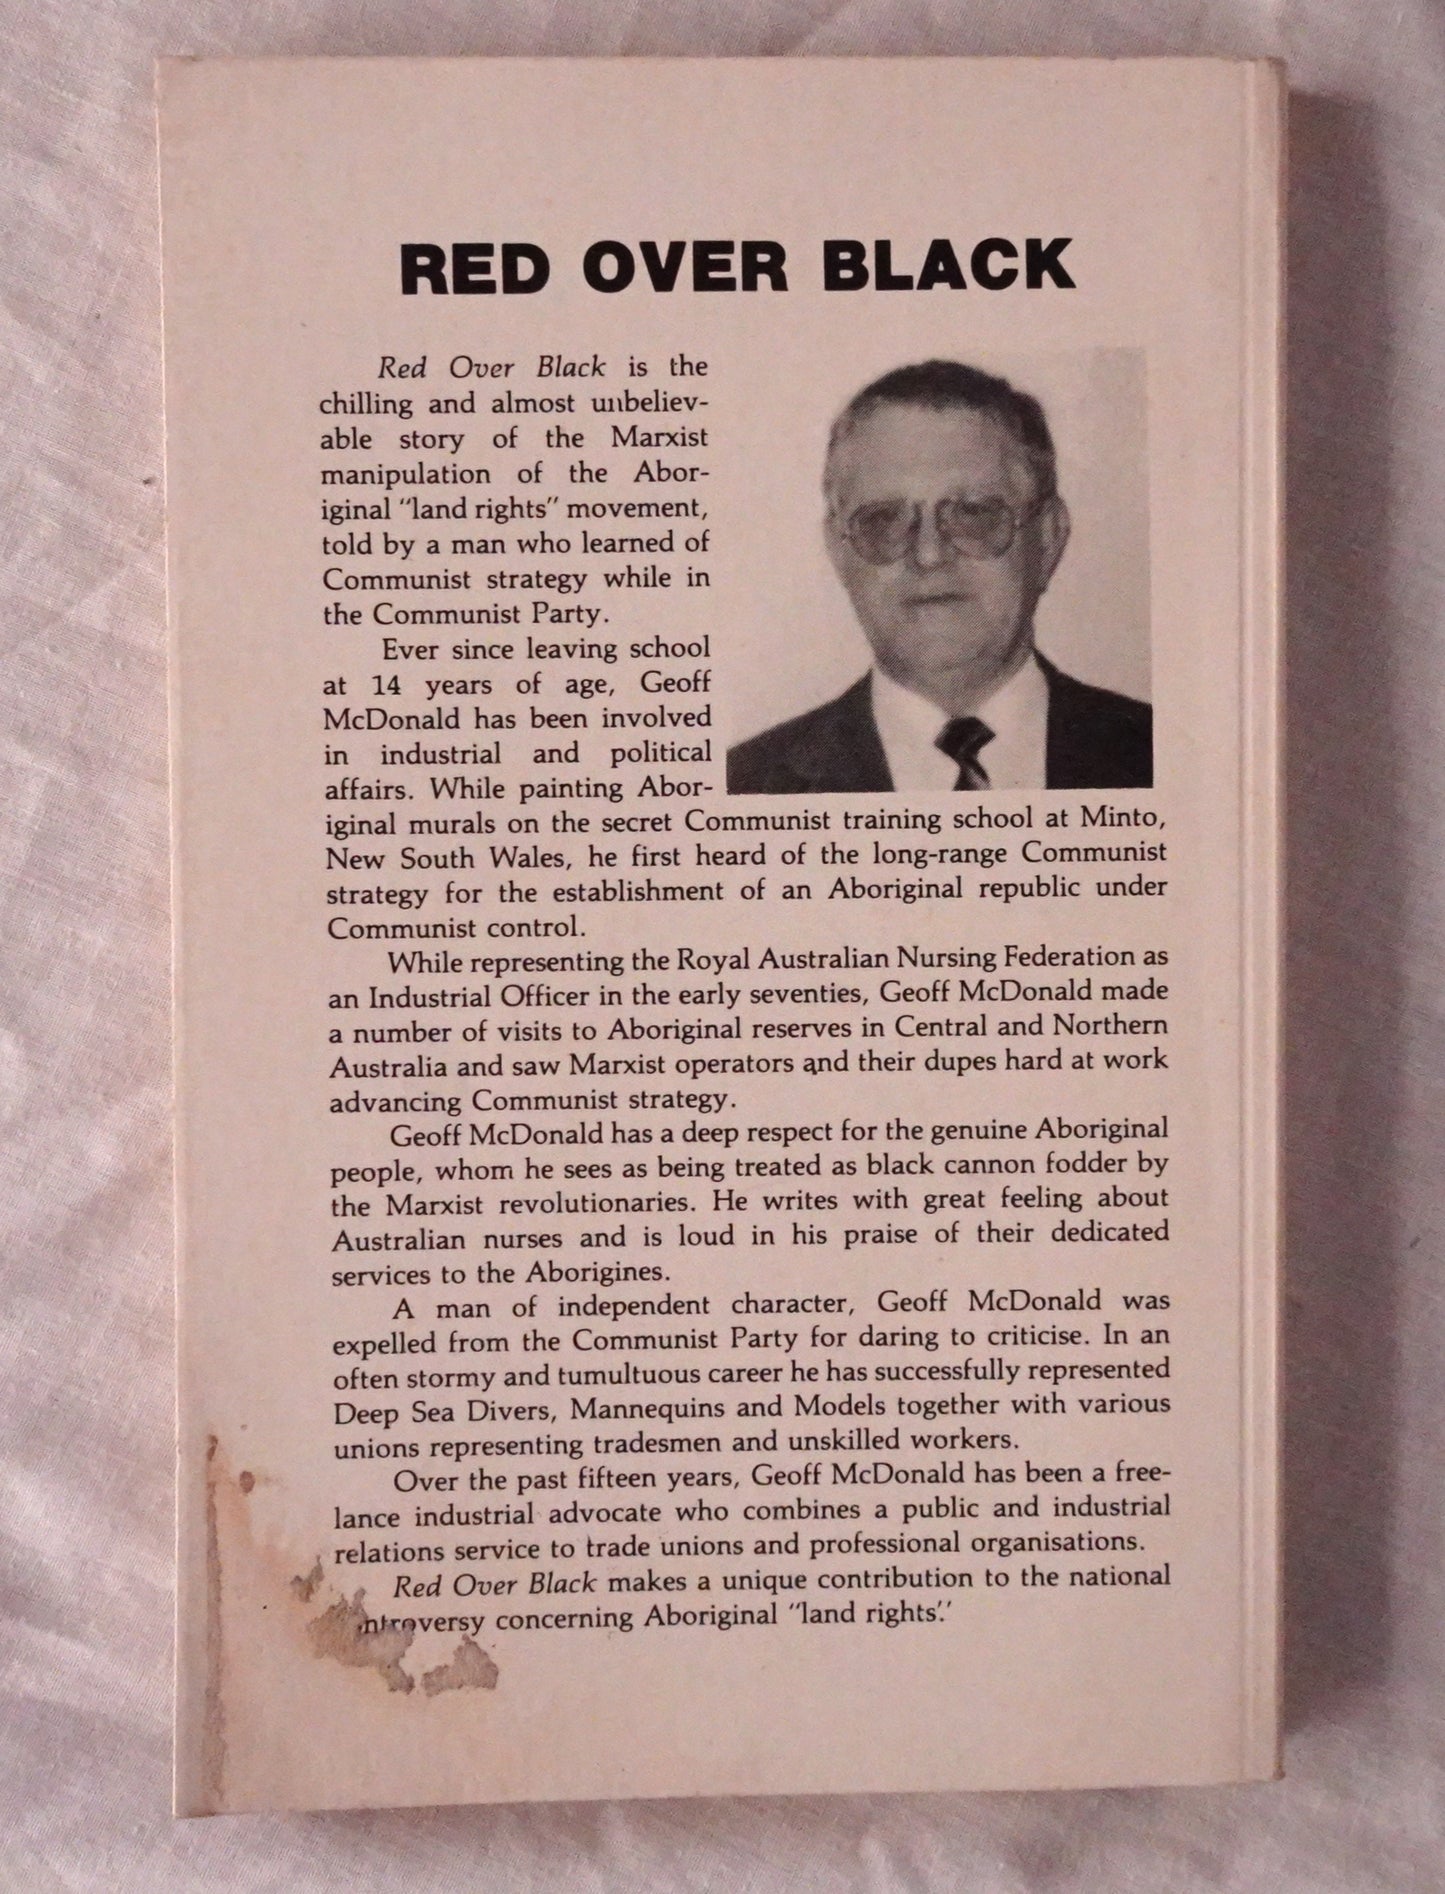 RED OVER BLACK
Red Over Black is the
chilling and almost unbeliev-
able story of the Marxist
manipulation of the Abor-
iginal "land rights" movement,
told by a man who learned of
Communist strategy while in
the Communist Party.
Ever since leaving school
at 14 years of age, Geoff
McDonald has been involved
in industrial and political
affairs. While painting Abor-
iginal murals on the secret Communist training school at Minto,
New South Wales, he first heard of the long-range Communist
strategy for the establishment of an Aboriginal republic under
Communist control.
While representing the Royal Australian Nursing Federation as
an Industrial Officer in the early seventies, Geoff McDonald made
a number of visits to Aboriginal reserves in Central and Northern
Australia and saw Marxist operators and their dupes hard at work
advancing Communist strategy.
Geoff McDonald has a deep respect for the genuine Aboriginal
people, whom he sees as being treated as black cannon fodder by
the Marxist revolutionaries. He writes with great feeling about
Australian nurses and is loud in his praise of their dedicated
services to the Aborigines.
A man of independent character, Geoff McDonald was
expelled from the Communist Party for daring to criticise. In an
often stormy and tumultuous career he has successfully represented
Deep Sea Divers, Mannequins and Models together with various
unions representing tradesmen and unskilled workers.
Over the past fifteen years, Geoff McDonald has been a free-
lance industrial advocate who combines a public and industrial
relations service to trade unions and professional organisations.
Red Over Black makes a unique contribution to the national
ntroversy concerning Aboriginal "land rights."